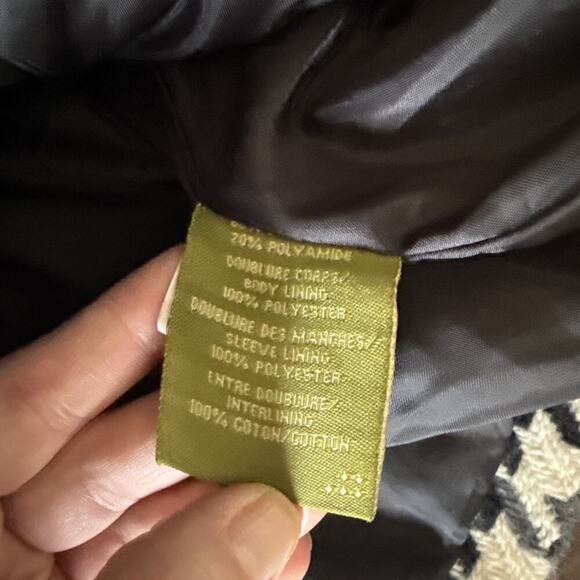 20% POLYAMIDE
DOUBLURE CORPS/
BODY LINING
100% POLYESTER
DOUBLURE DES MANCHES/
SLEEVE LINING
100% POLYESTER
ENTRE DOUBLURE/
INTERLINING
100% COTON/COTTON